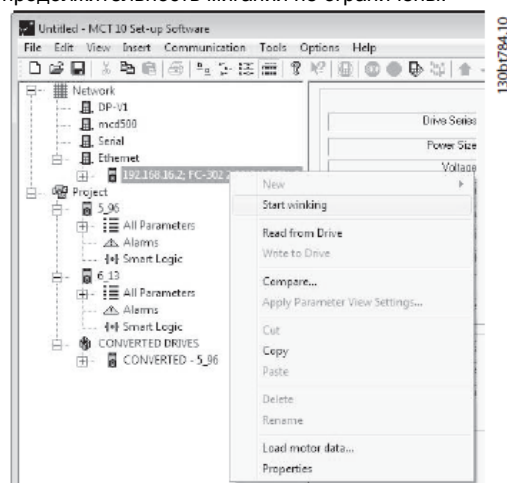 продолжительность мигания не ограничены.
Untitled - MCT 10 Set-up Software
File Edit View Insert Communication Tools Options Help
Network
DP-V1
mcd500
Serial
Ethernet
192.168.16.2; FC-302
Project
5_96
All Parameters
Alarms
Smart Logic
6_13
All Parameters
Alarms
Smart Logic
CONVERTED DRIVES
CONVERTED - 5_96
Drive Series
Power Size
Voltage
New
Start winking
Read from Drive
Write to Drive
Compare...
Apply Parameter View Settings...
Cut
Copy
Paste
Delete
Rename
Load motor data...
Properties
130bt784.10